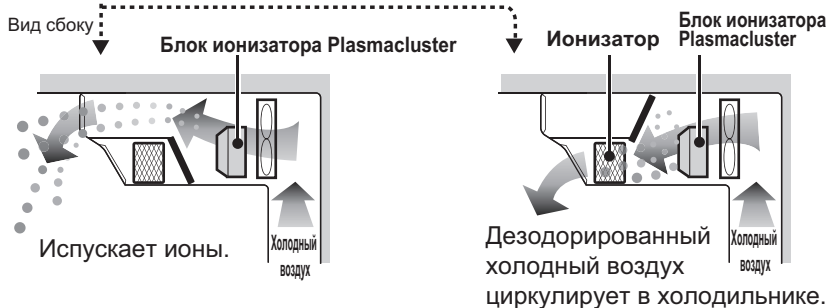 Вид сбоку
Блок ионизатора Plasmacluster
Холодный
воздух
Испускает ионы.
Ионизатор
Блок ионизатора
Plasmacluster
Холодный
воздух
Дезодорированный
холодный воздух
циркулирует в холодильнике.